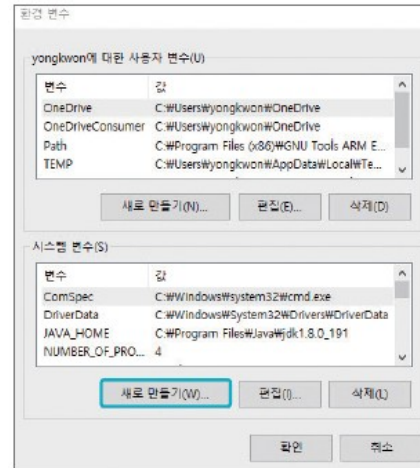 환경 변수
yongkwon에 대한 사용자 변수(U)
변수 값
OneDrive C:₩Users₩yongkwon₩OneDrive
OneDriveConsumer C:₩Users₩yongkwon₩OneDrive
Path C:₩Program Files (x86)₩GNU Tools ARM E...
TEMP C:₩Users₩yongkwon₩AppData₩Local₩Te...
새로 만들기(N)... 편집(E)... 삭제(D)
시스템 변수(S)
변수 값
ComSpec C:₩Windows₩system32₩cmd.exe
DriverData C:₩Windows₩System32₩Drivers₩DriverData
JAVA_HOME C:₩Program Files₩Java₩jdk1.8.0_191
NUMBER_OF_PRO... 4
새로 만들기(W)... 편집(I)... 삭제(L)
확인 취소